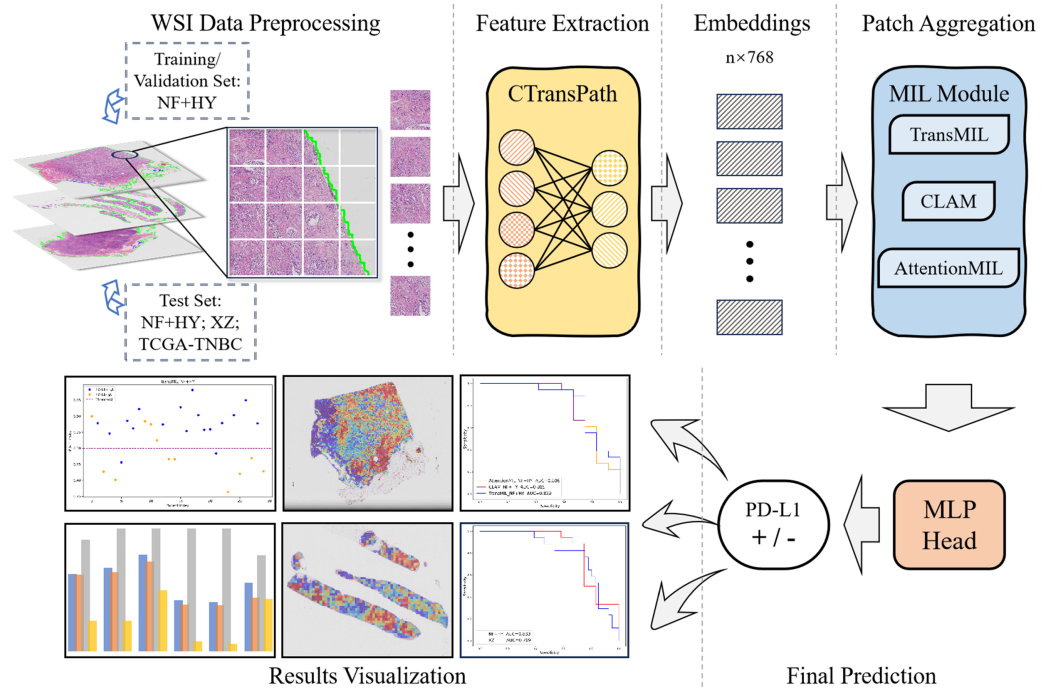 WSI Data Preprocessing
Feature Extraction
Embeddings
Patch Aggregation
Training/
Validation Set:
NF+HY
Test Set:
NF+HY; XZ;
TCGA-TNBC
CTransPath
n×768
MIL Module
TransMIL
CLAM
AttentionMIL
MLP
Head
PD-L1
+ / -
Results Visualization
Final Prediction